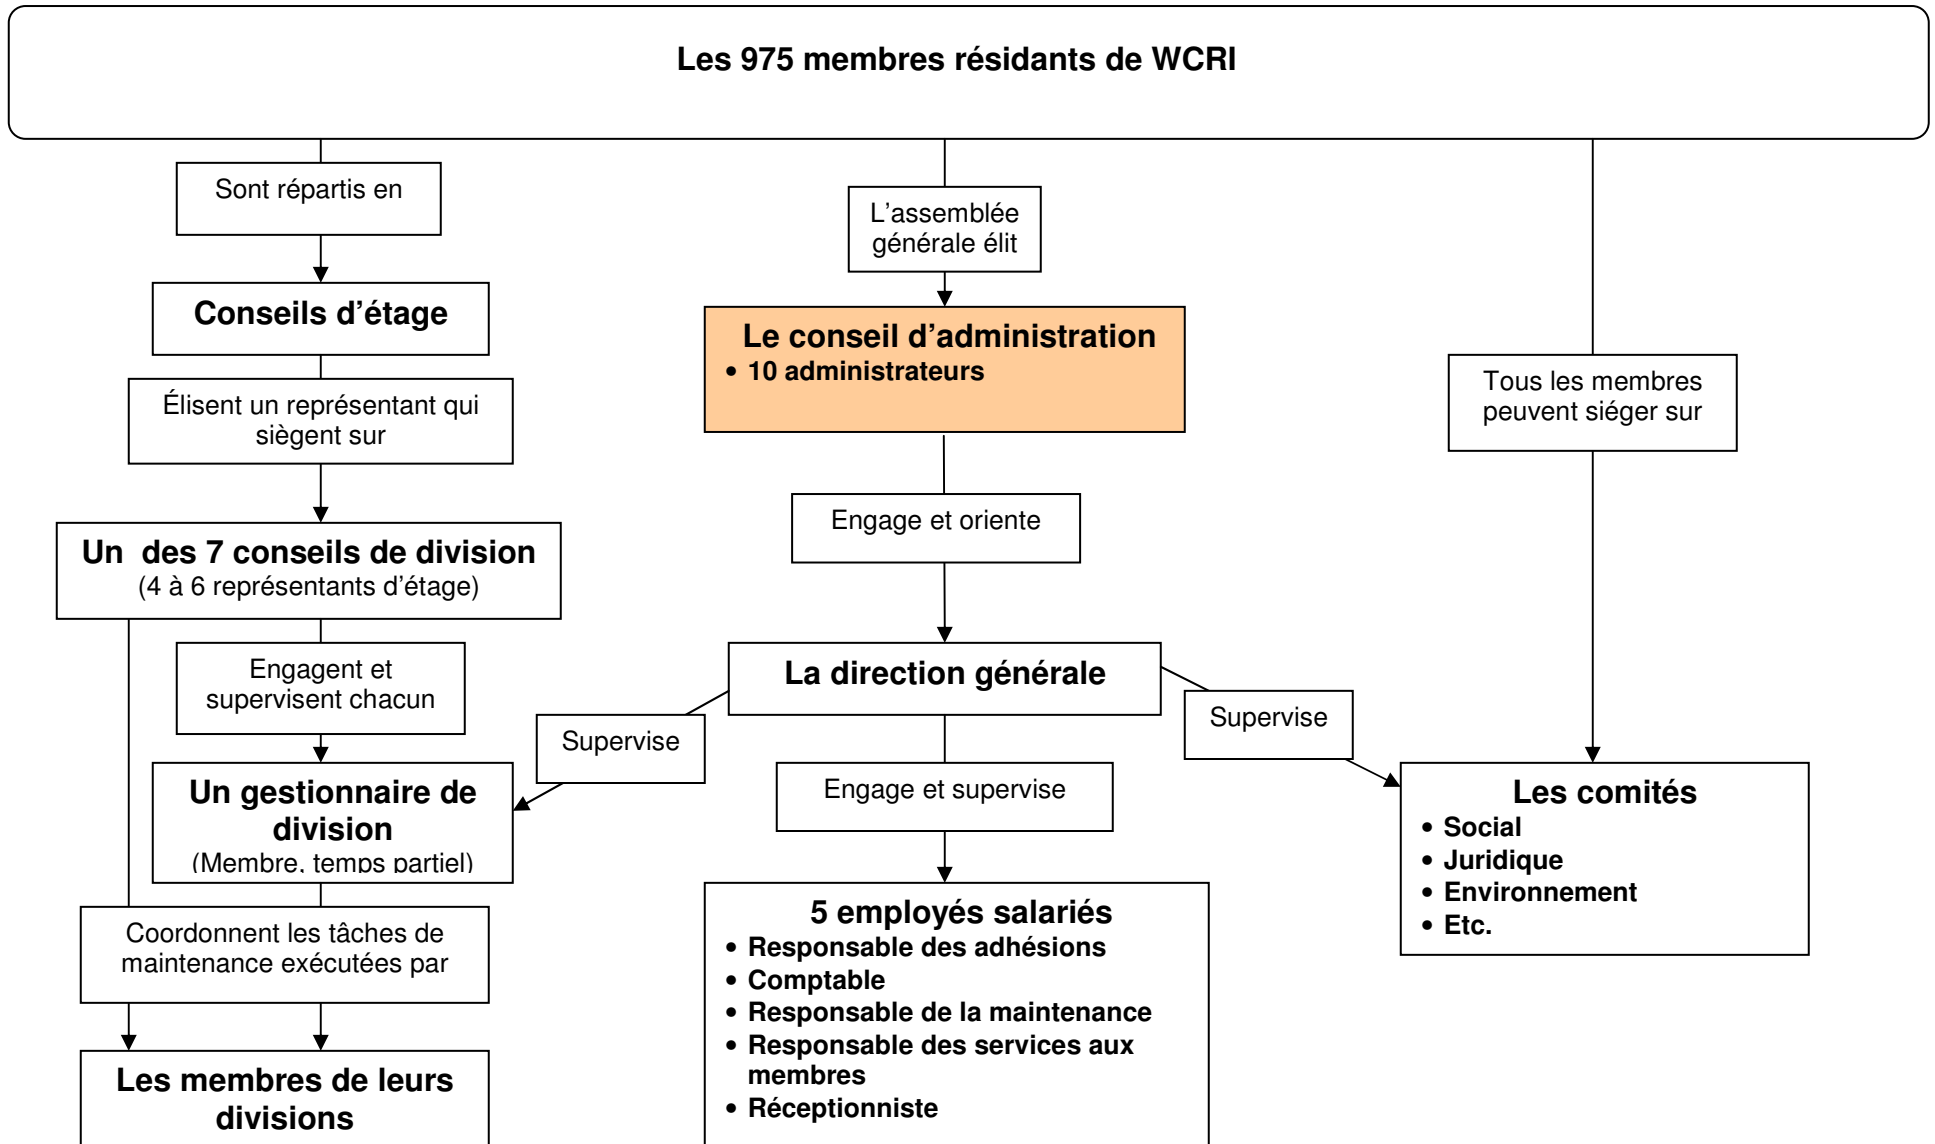 Les 975 membres résidants de WCRI
Sont répartis en
L’assemblée
générale élit
Conseils d’étage
Le conseil d’administration
• 10 administrateurs
Élisent un représentant qui
siègent sur
Tous les membres
peuvent siéger sur
Engage et oriente
Un des 7 conseils de division
(4 à 6 représentants d’étage)
Engagent et
supervisent chacun
La direction générale
Supervise
Supervise
Un gestionnaire de
division
(Membre, temps partiel)
Engage et supervise
Les comités
• Social
• Juridique
• Environnement
• Etc.
Coordonnent les tâches de
maintenance exécutées par
5 employés salariés
• Responsable des adhésions
• Comptable
• Responsable de la maintenance
• Responsable des services aux
membres
• Réceptionniste
Les membres de leurs
divisions